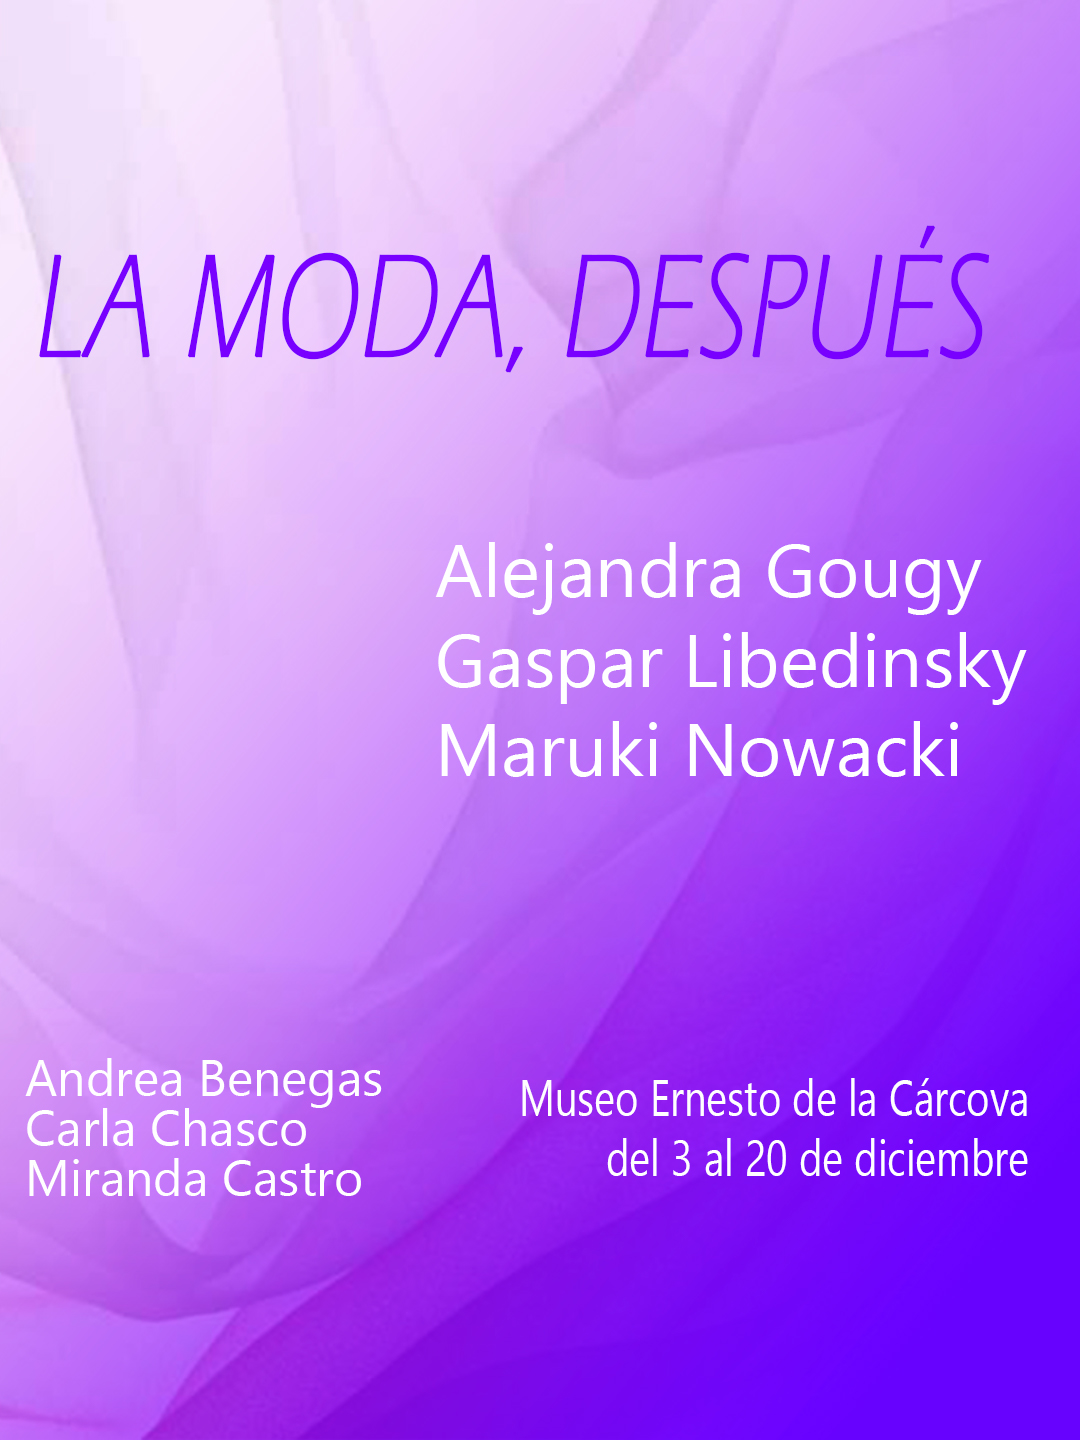 LA MODA, DESPUÉS
Alejandra Gougy
Gaspar Libedinsky
Maruki Nowacki
Andrea Benegas
Carla Chasco
Miranda Castro
Museo Ernesto de la Cárcova
del 3 al 20 de diciembre